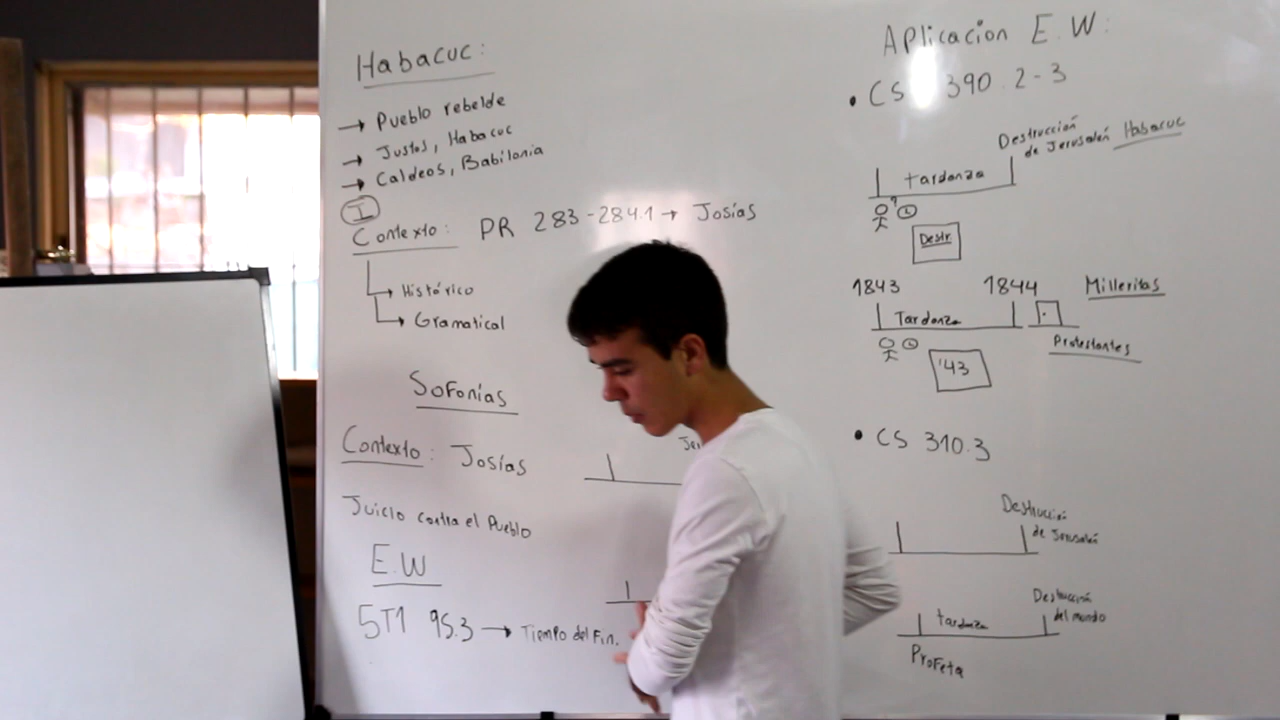 Habacuc:
→ Pueblo rebelde
→ Justos, Habacuc
→ Caldeos, Babilonia
I
Contexto: PR 283-284.1 → Josías
Histórico
Gramatical
Sofonías
Contexto: Josías
Juicio contra el Pueblo
E.W
5T1 95.3 → Tiempo del Fin.
Aplicacion E.W:
• CS 390.2-3
Destrucción
de Jerusalén Habacuc
tardanza
Destr
1843 1844 Milleritas
Tardanza
Protestantes
'43
• CS 310.3
Destrucción
de Jerusalén
Destrucción
del mundo
tardanza
Profeta